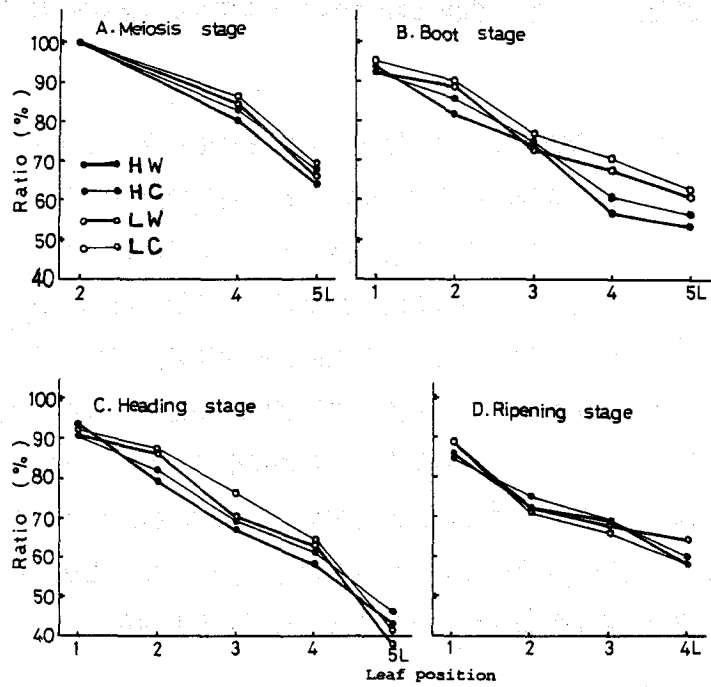 A. Meiosis stage
100
90
80
70
60
50
40
Ratio (%)
HW
HC
LW
LC
2 4 5L
B. Boot stage
1 2 3 4 5L
C. Heading stage
100
90
80
70
60
50
40
Ratio (%)
1 2 3 4 5L
D. Ripening stage
1 2 3 4L
Leaf position